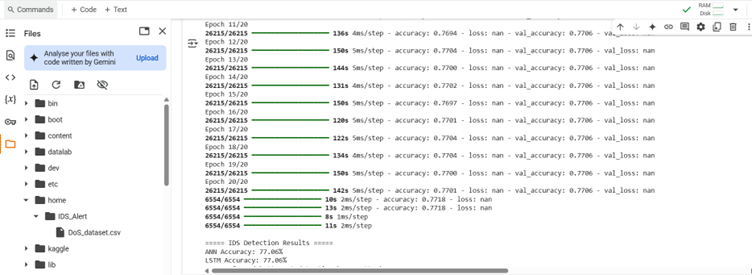 Commands + Code + Text
RAM
Disk
Files
Analyse your files with
code written by Gemini
Upload
bin
boot
content
datalab
dev
etc
home
IDS_Alert
DoS_dataset.csv
kaggle
lib
Epoch 11/20
26215/26215 136s 4ms/step - accuracy: 0.7694 - loss: nan - val_accuracy: 0.7706 - val_loss: nan
Epoch 12/20
26215/26215 150s 5ms/step - accuracy: 0.7704 - loss: nan - val_accuracy: 0.7706 - val_loss: nan
Epoch 13/20
26215/26215 144s 5ms/step - accuracy: 0.7700 - loss: nan - val_accuracy: 0.7706 - val_loss: nan
Epoch 14/20
26215/26215 131s 4ms/step - accuracy: 0.7702 - loss: nan - val_accuracy: 0.7706 - val_loss: nan
Epoch 15/20
26215/26215 150s 5ms/step - accuracy: 0.7697 - loss: nan - val_accuracy: 0.7706 - val_loss: nan
Epoch 16/20
26215/26215 120s 5ms/step - accuracy: 0.7701 - loss: nan - val_accuracy: 0.7706 - val_loss: nan
Epoch 17/20
26215/26215 122s 5ms/step - accuracy: 0.7704 - loss: nan - val_accuracy: 0.7706 - val_loss: nan
Epoch 18/20
26215/26215 134s 4ms/step - accuracy: 0.7704 - loss: nan - val_accuracy: 0.7706 - val_loss: nan
Epoch 19/20
26215/26215 150s 5ms/step - accuracy: 0.7700 - loss: nan - val_accuracy: 0.7706 - val_loss: nan
Epoch 20/20
26215/26215 142s 5ms/step - accuracy: 0.7701 - loss: nan - val_accuracy: 0.7706 - val_loss: nan
6554/6554 10s 2ms/step - accuracy: 0.7718 - loss: nan
6554/6554 13s 2ms/step - accuracy: 0.7718 - loss: nan
6554/6554 8s 1ms/step
6554/6554 11s 2ms/step
===== IDS Detection Results =====
ANN Accuracy: 77.06%
LSTM Accuracy: 77.06%